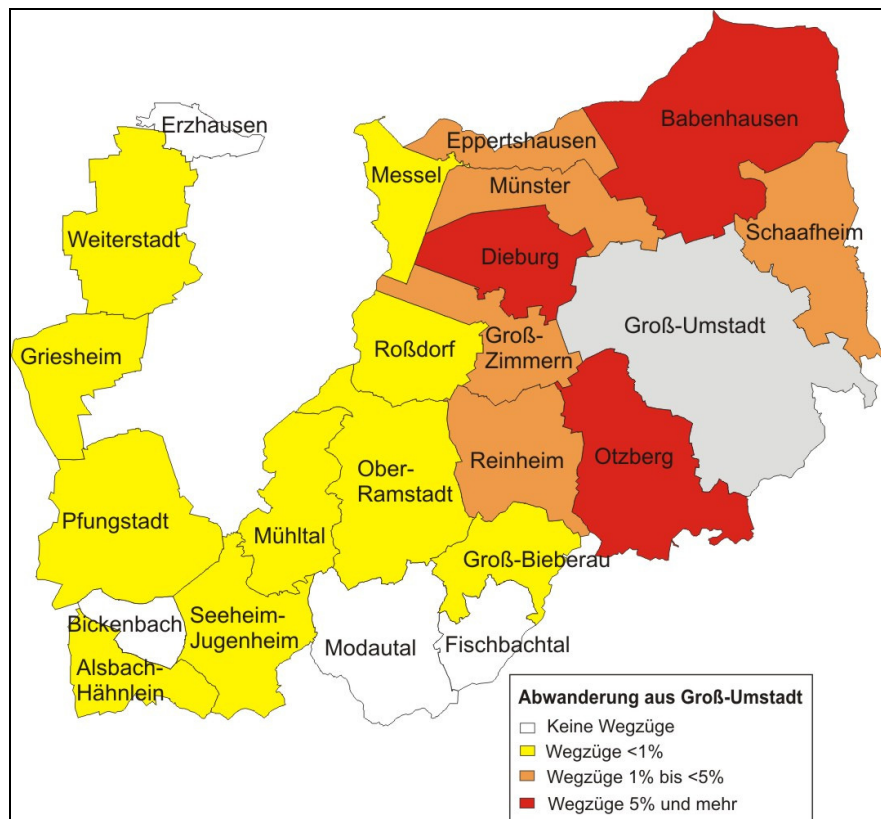 Erzhausen
Babenhausen
Eppertshausen
Messel
Münster
Weiterstadt
Schaafheim
Dieburg
Groß-Umstadt
Griesheim
Roßdorf
Groß-
Zimmern
Ober-
Ramstadt
Reinheim
Otzberg
Pfungstadt
Mühltal
Groß-Bieberau
Bickenbach
Seeheim-
Jugenheim
Modautal
Fischbachtal
Alsbach-
Hähnlein
Abwanderung aus Groß-Umstadt
Keine Wegzüge
Wegzüge <1%
Wegzüge 1% bis <5%
Wegzüge 5% und mehr